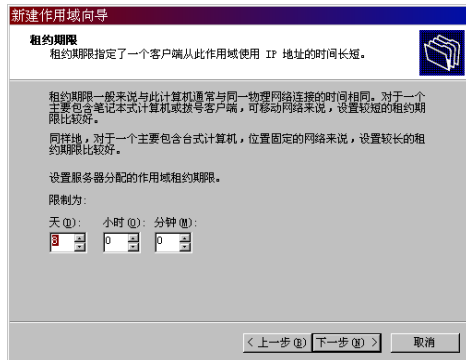 新建作用域向导
租约期限
租约期限指定了一个客户端从此作用域使用 IP 地址的时间长短。
租约期限一般来说与此计算机通常与同一物理网络连接的时间相同。对于一个
主要包含笔记本式计算机或拨号客户端，可移动网络来说，设置较短的租约期
限比较好。
同样地，对于一个主要包含台式计算机，位置固定的网络来说，设置较长的租
约期限比较好。
设置服务器分配的作用域租约期限。
限制为:
天(D): 小时(O): 分钟(M):
8 0 0
< 上一步(B) 下一步(N) > 取消